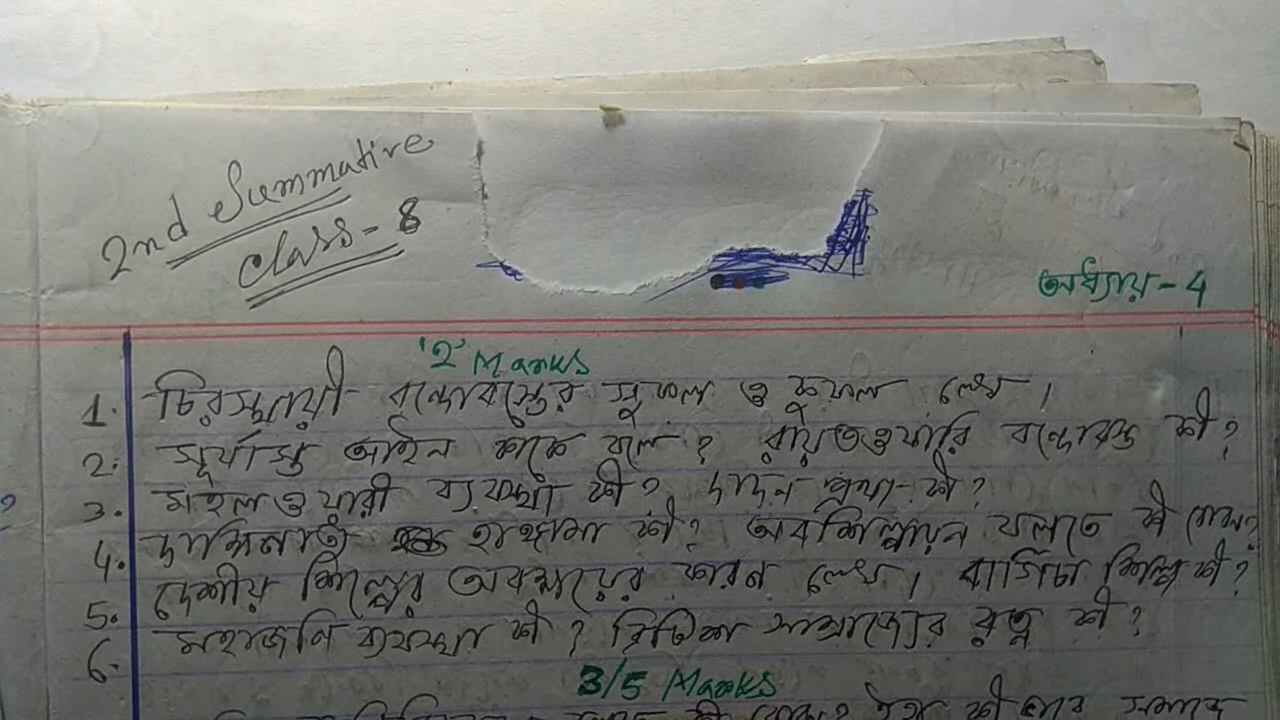 2nd Summative
Class - 8
অধ্যায় - 4
'2' Marks
1. চিরস্থায়ী বন্দোবস্তের সুফল ও কুফল লেখ।
2. সূর্যাস্ত আইন কাকে বলে? রায়তওয়ারি বন্দোবস্ত কী?
3. মহলওয়ারী ব্যবস্থা কী? দাদন প্রথা কী?
4. দাক্ষিনাত্য হাঙ্গামা কী? অবশিল্পায়ন বলতে কী বোঝ?
5. দেশীয় শিল্পের অবক্ষয়ের কারন লেখ। বাগিচা শিল্প কী?
6. মহাজনি ব্যবস্থা কী? ব্রিটিশ সাম্রাজ্যের রত্ন কী?
3/5 Marks